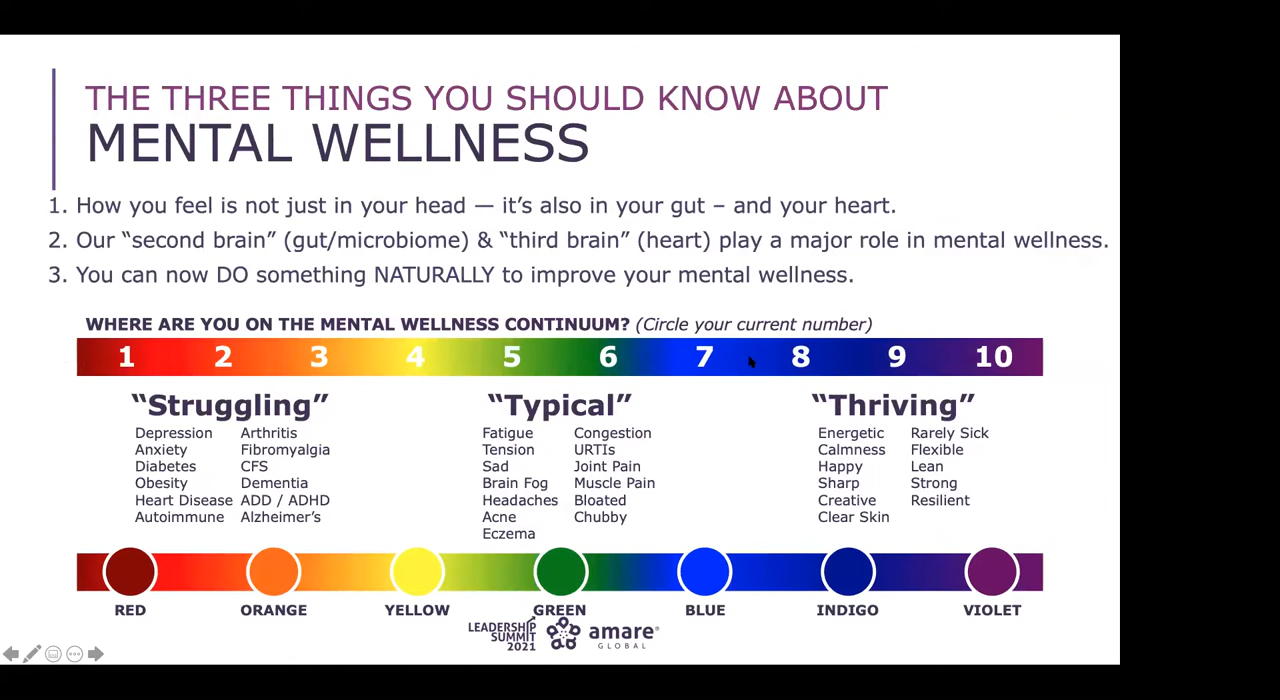 THE THREE THINGS YOU SHOULD KNOW ABOUT
MENTAL WELLNESS
1. How you feel is not just in your head — it’s also in your gut – and your heart.
2. Our “second brain” (gut/microbiome) & “third brain” (heart) play a major role in mental wellness.
3. You can now DO something NATURALLY to improve your mental wellness.
WHERE ARE YOU ON THE MENTAL WELLNESS CONTINUUM? (Circle your current number)
1 2 3 4 5 6 7 8 9 10
“Struggling”
Depression Arthritis
Anxiety Fibromyalgia
Diabetes CFS
Obesity Dementia
Heart Disease ADD / ADHD
Autoimmune Alzheimer’s
“Typical”
Fatigue Congestion
Tension URTIs
Sad Joint Pain
Brain Fog Muscle Pain
Headaches Bloated
Acne Chubby
Eczema
“Thriving”
Energetic Rarely Sick
Calmness Flexible
Happy Lean
Sharp Strong
Creative Resilient
Clear Skin
RED ORANGE YELLOW GREEN BLUE INDIGO VIOLET
LEADERSHIP
SUMMIT
2021
amare®
GLOBAL